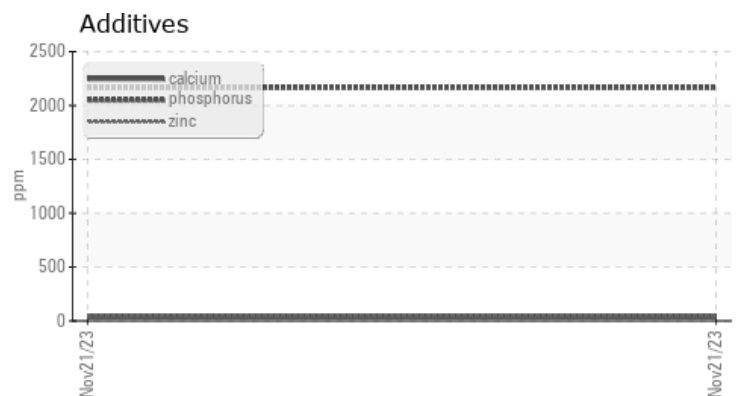 Additives
2500
2000
1500
1000
500
0
ppm
calcium
phosphorus
zinc
Nov21/23
Nov21/23